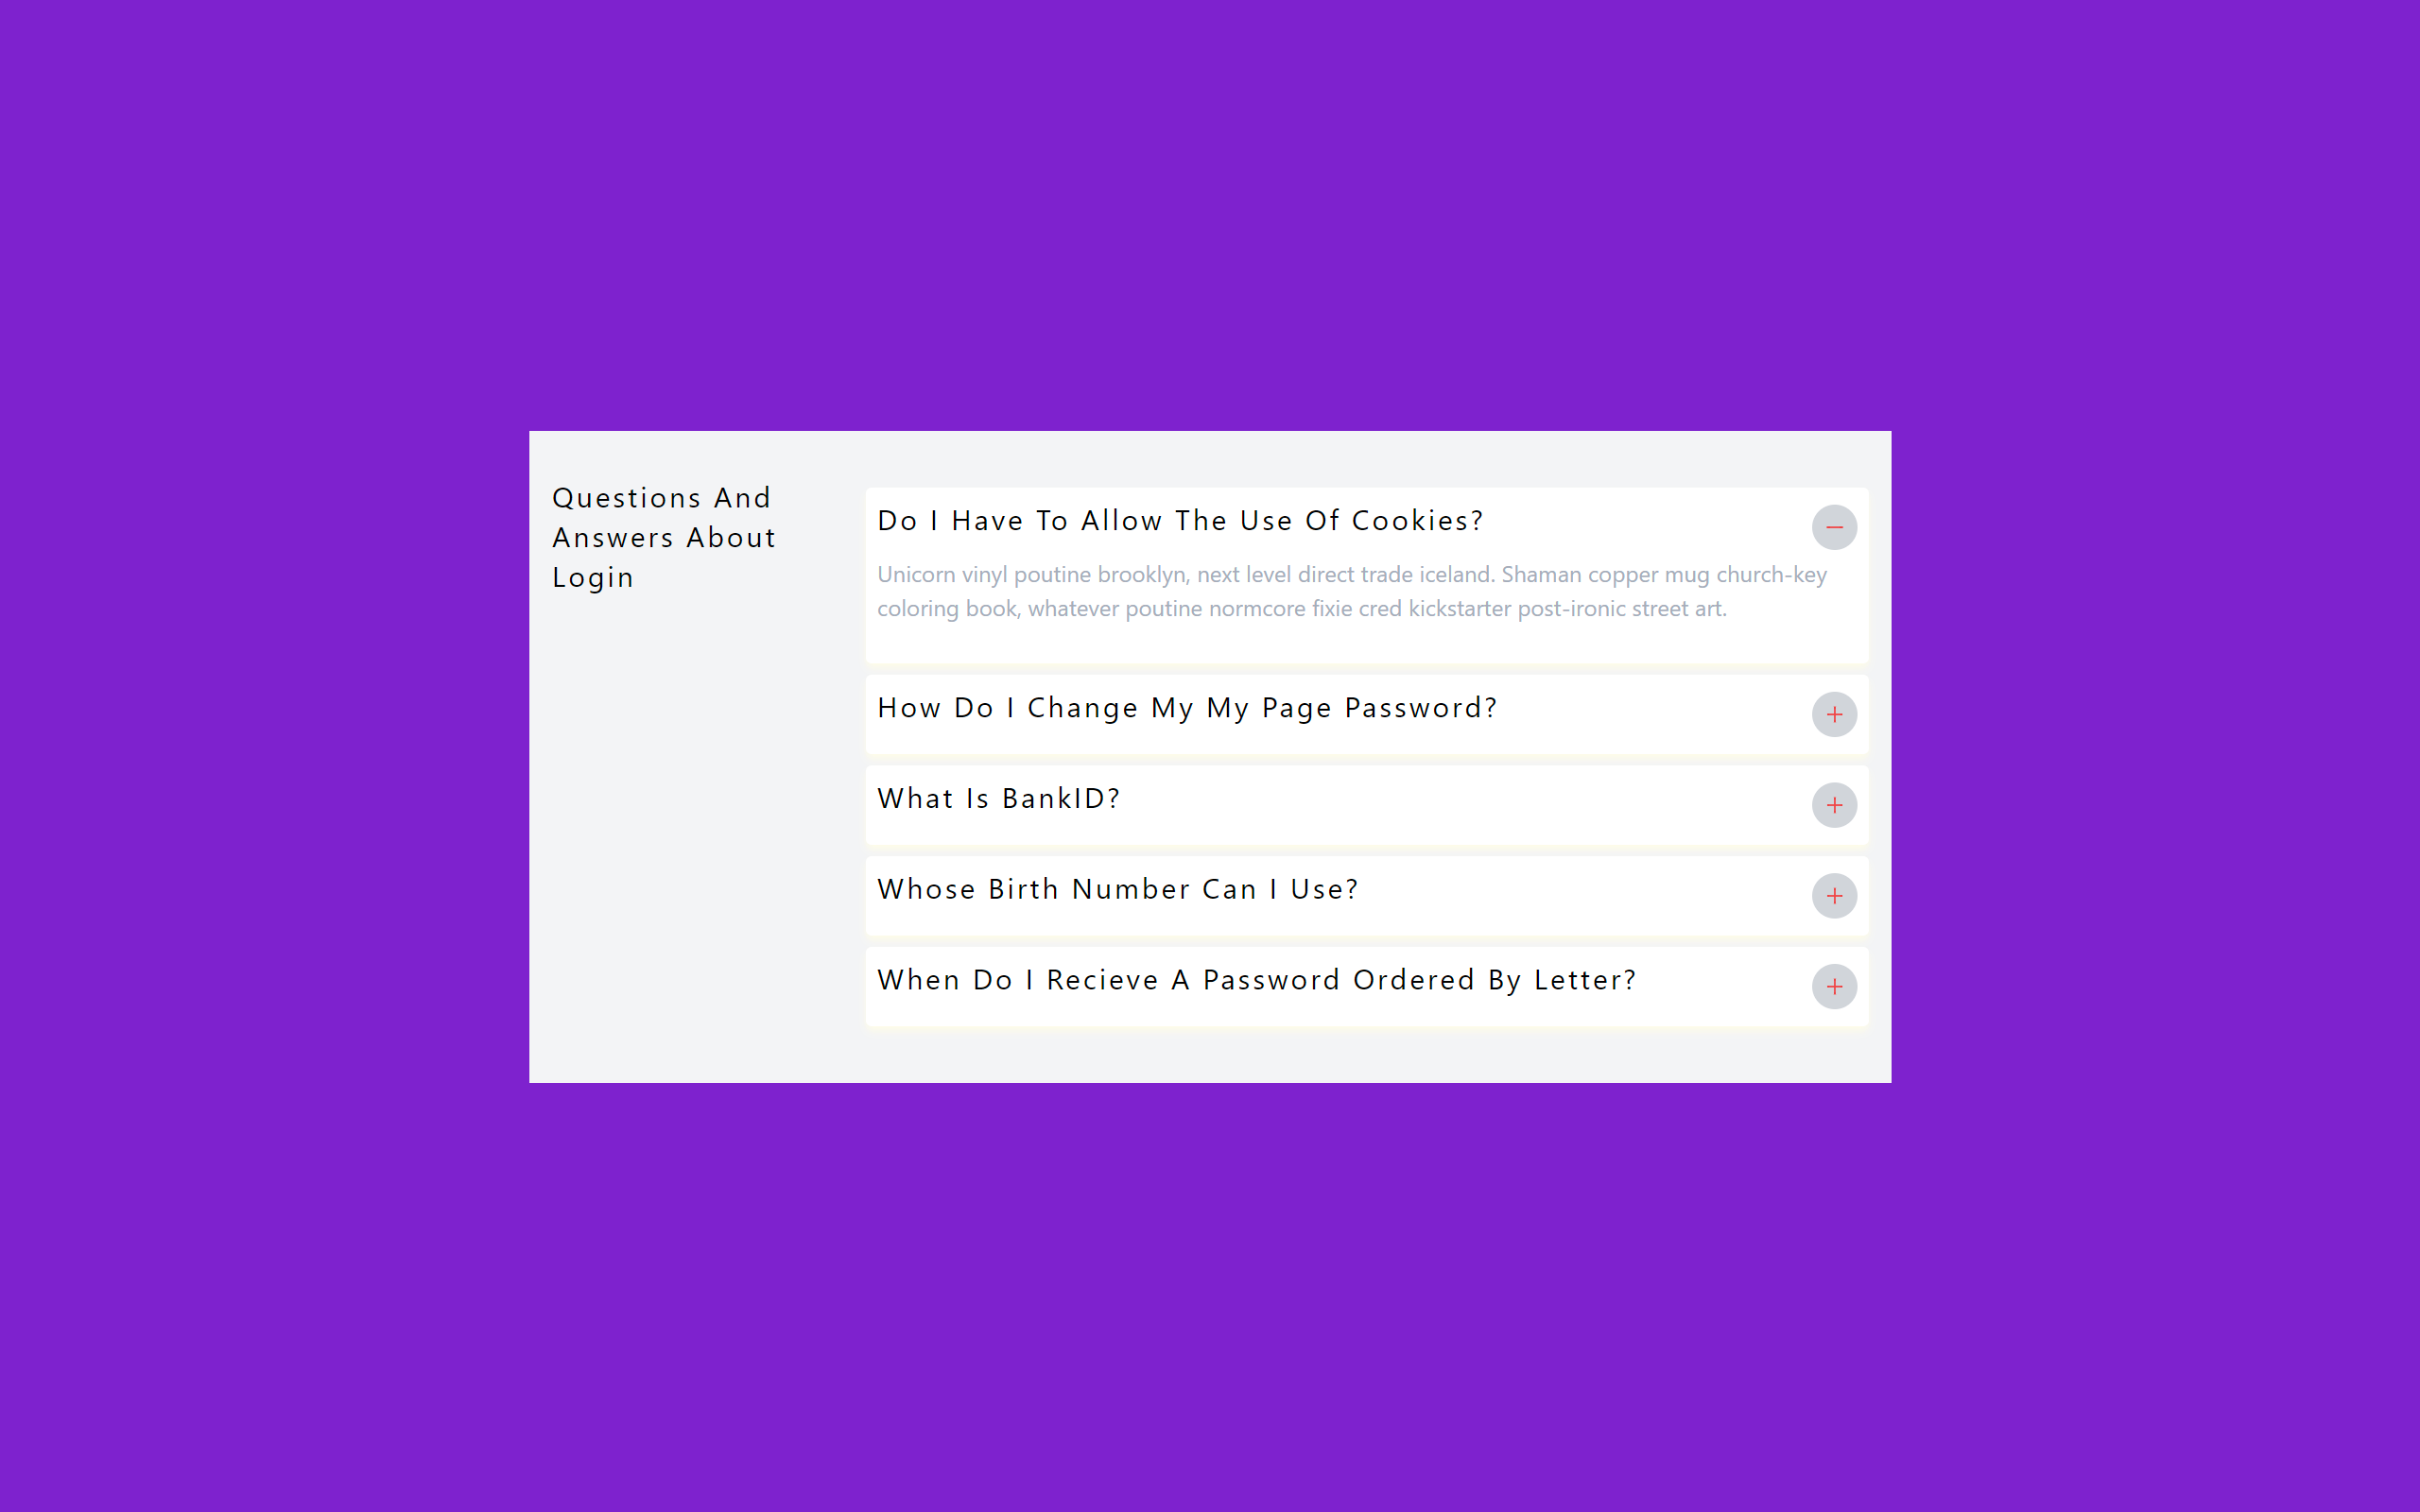 Questions And
Answers About
Login
Do I Have To Allow The Use Of Cookies?
Unicorn vinyl poutine brooklyn, next level direct trade iceland. Shaman copper mug church-key
coloring book, whatever poutine normcore fixie cred kickstarter post-ironic street art.
How Do I Change My My Page Password?
What Is BankID?
Whose Birth Number Can I Use?
When Do I Recieve A Password Ordered By Letter?